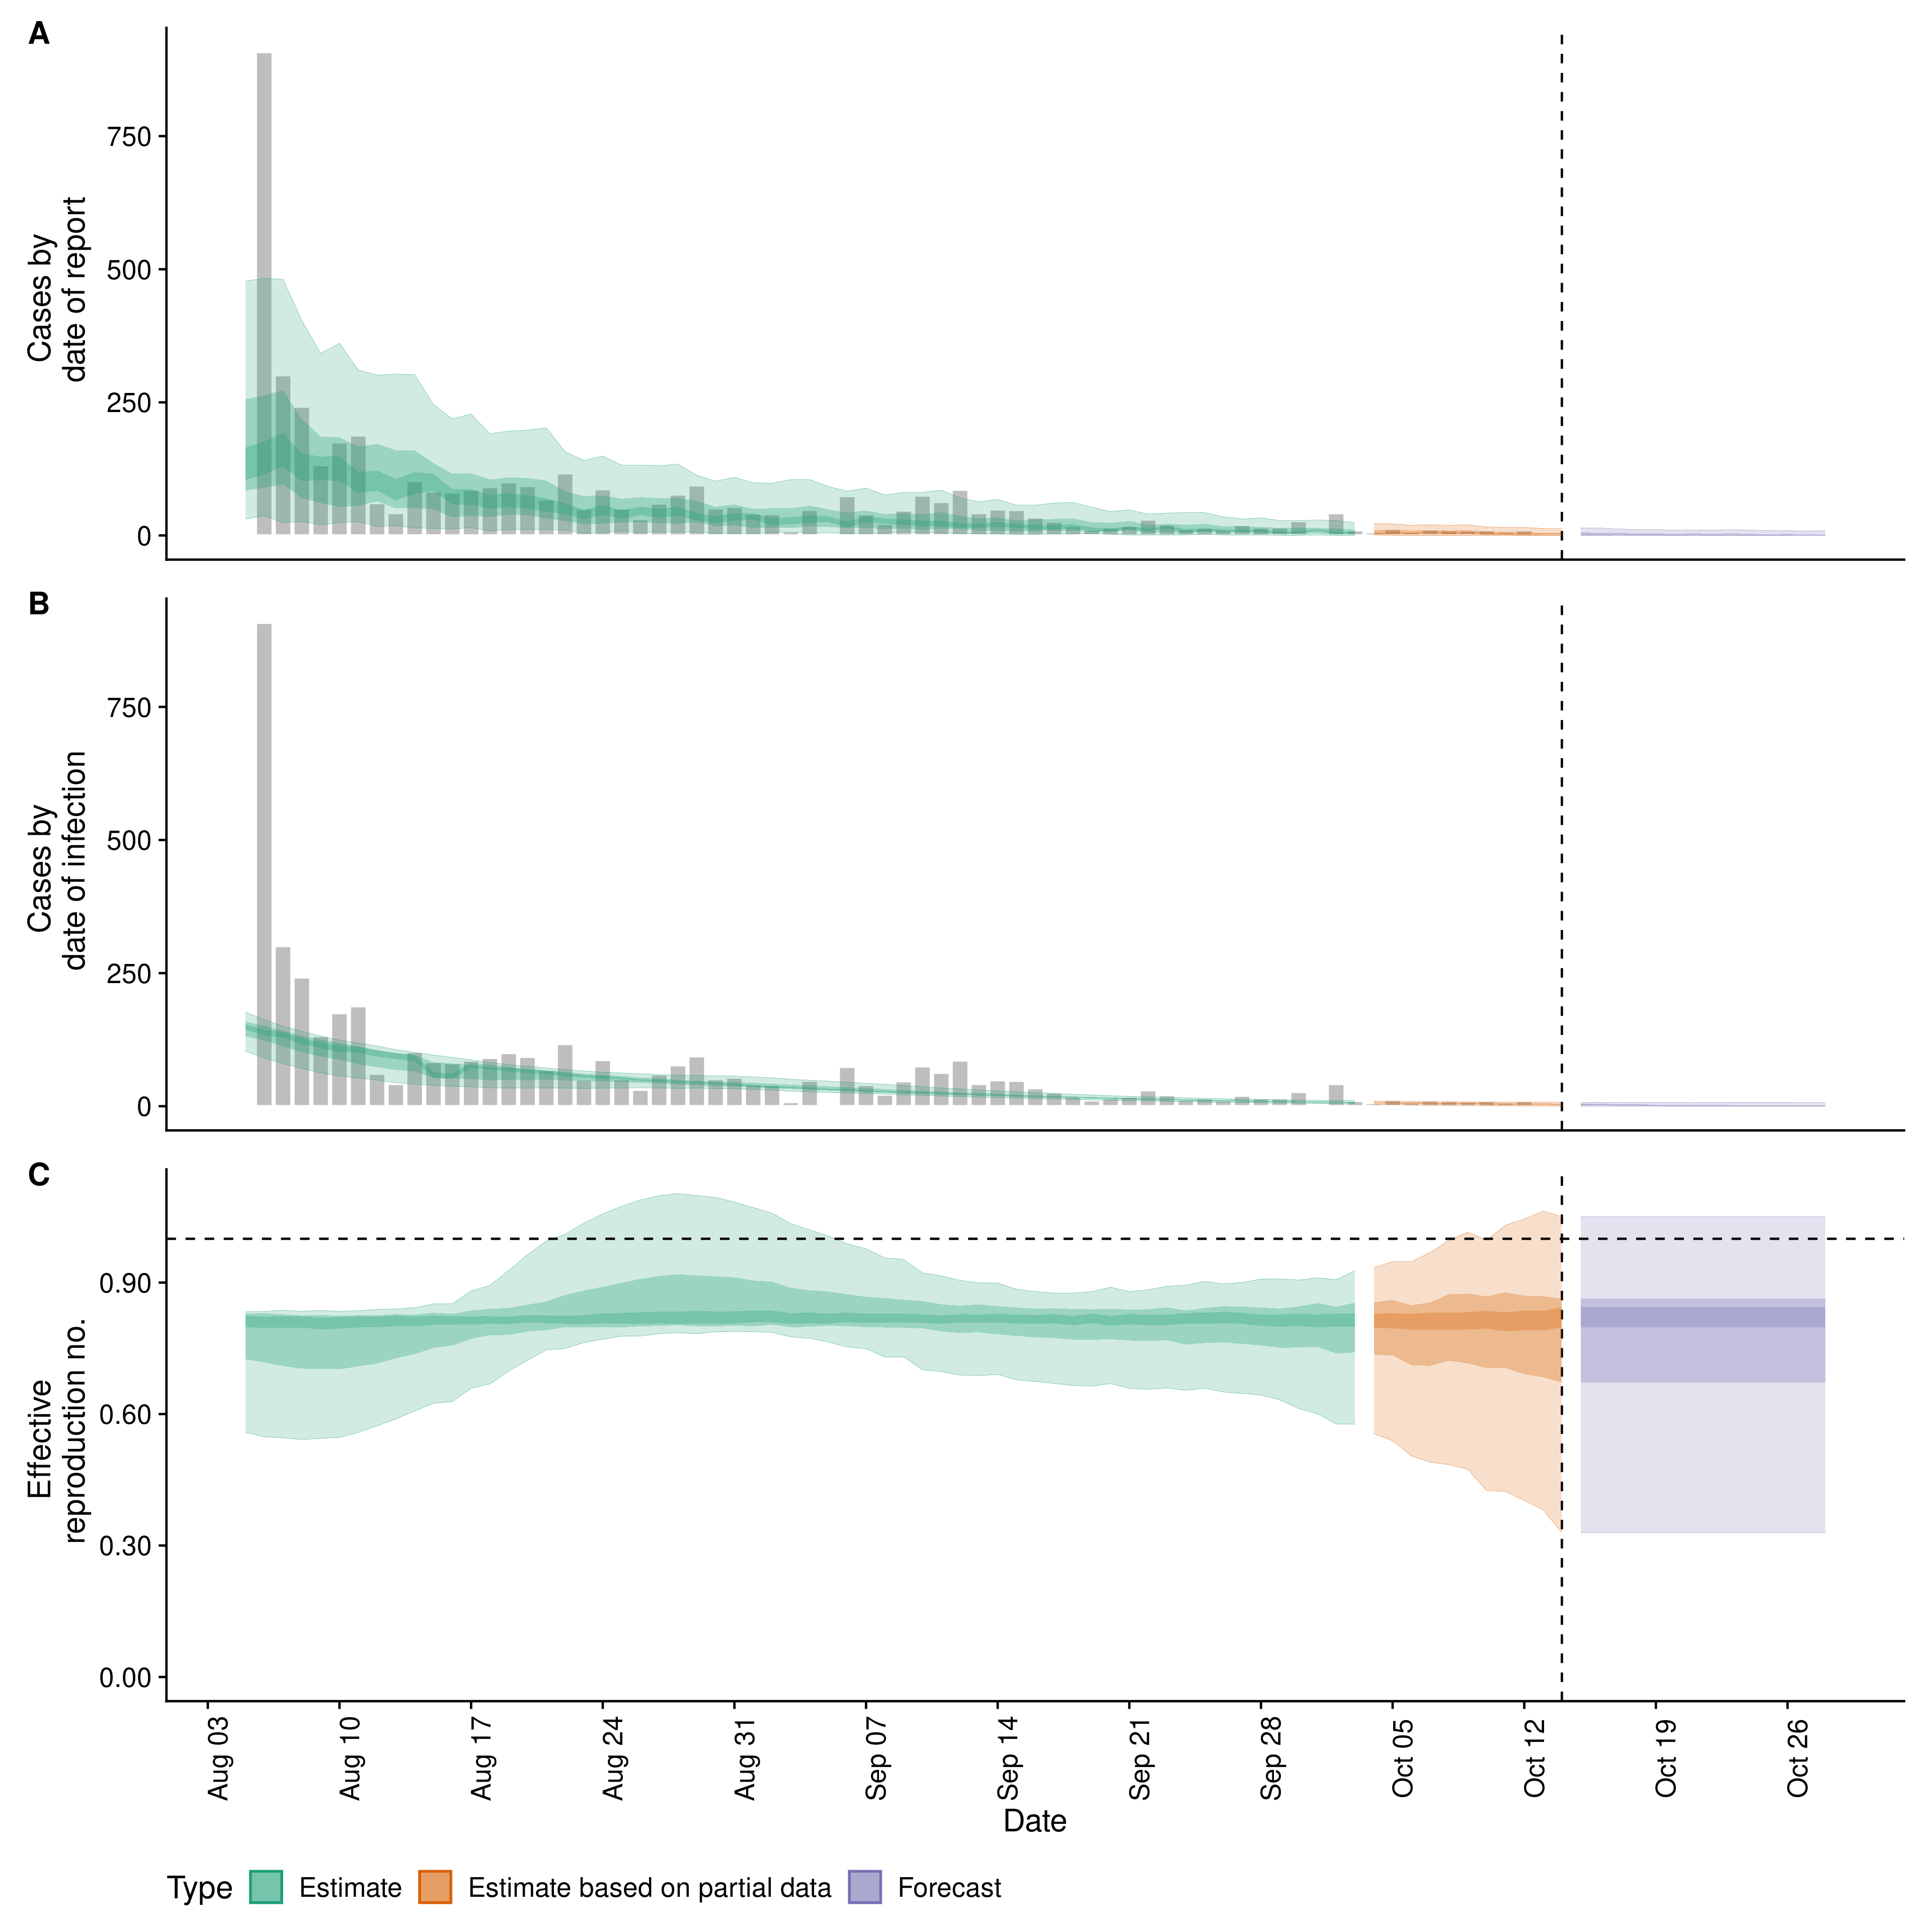 A
Cases by
date of report
750
500
250
0
B
Cases by
date of infection
750
500
250
0
C
Effective
reproduction no.
0.90
0.60
0.30
0.00
Aug 03
Aug 10
Aug 17
Aug 24
Aug 31
Sep 07
Sep 14
Sep 21
Sep 28
Oct 05
Oct 12
Oct 19
Oct 26
Date
Type Estimate Estimate based on partial data Forecast